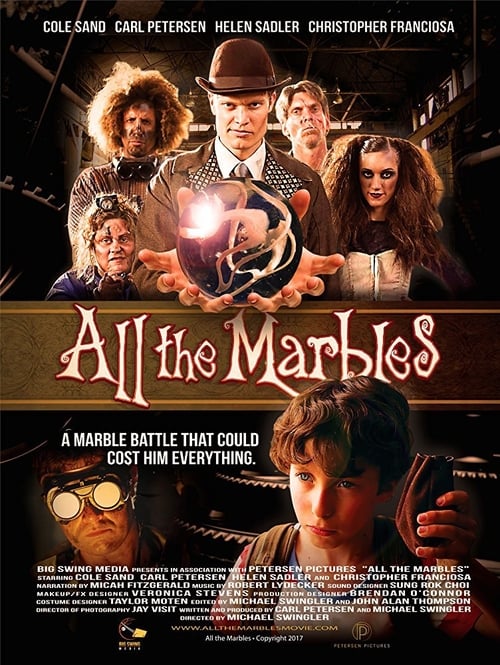 COLE SAND CARL PETERSEN HELEN SADLER CHRISTOPHER FRANCIOSA
All the Marbles
A MARBLE BATTLE THAT COULD
COST HIM EVERYTHING.
BIG SWING MEDIA PRESENTS IN ASSOCIATION WITH PETERSEN PICTURES "ALL THE MARBLES"
STARRING COLE SAND CARL PETERSEN HELEN SADLER AND CHRISTOPHER FRANCIOSA
NARRATION BY MICAH FITZGERALD MUSIC BY ROBERT LYDECKER SOUND DESIGNER SUNG ROK CHOI
MAKEUP/FX DESIGNER VERONICA STEVENS PRODUCTION DESIGNER BRENDAN O'CONNOR
COSTUME DESIGNER TAYLOR MOTEN EDITED BY MICHAEL SWINGLER AND JOHN ALAN THOMPSON
DIRECTOR OF PHOTOGRAPHY JAY VISIT WRITTEN AND PRODUCED BY CARL PETERSEN AND MICHAEL SWINGLER
DIRECTED BY MICHAEL SWINGLER
WWW.ALLTHEMARBLESMOVIE.COM
All the Marbles • Copyright 2017
BIG SWING
MEDIA
PETERSEN PICTURES